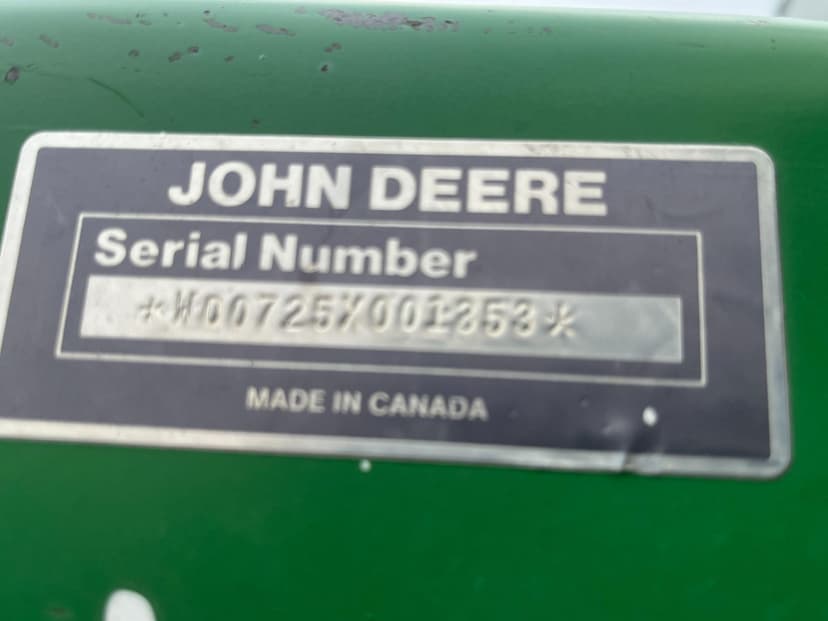 JOHN DEERE
Serial Number
*W00725X001353*
MADE IN CANADA